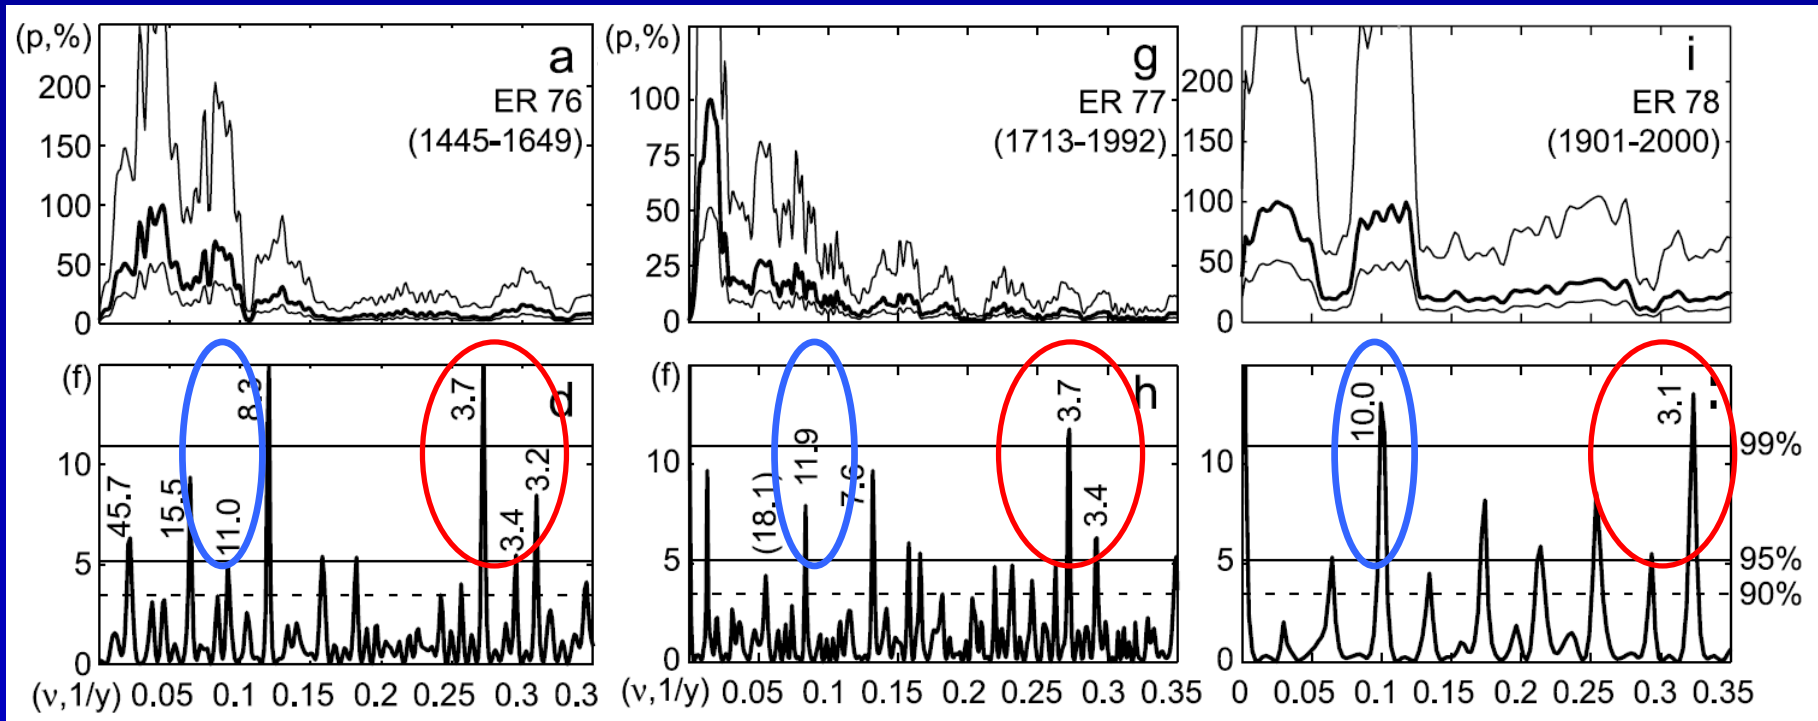 (p,%)
200
150
100
50
0
a
ER 76
(1445-1649)
(p,%)
100
75
50
25
0
g
ER 77
(1713-1992)
200
150
100
50
0
i
ER 78
(1901-2000)
(f)
10
5
0
45.7
15.5
11.0
8.3
3.7
3.4
3.2
d
(ν,1/y) 0.05 0.1 0.15 0.2 0.25 0.3 0.3
(f)
10
5
0
(18.1)
11.9
7.6
3.7
3.4
h
(ν,1/y) 0.05 0.1 0.15 0.2 0.25 0.3 0.35
10
5
0
10.0
3.1
99%
95%
90%
0 0.05 0.1 0.15 0.2 0.25 0.3 0.35